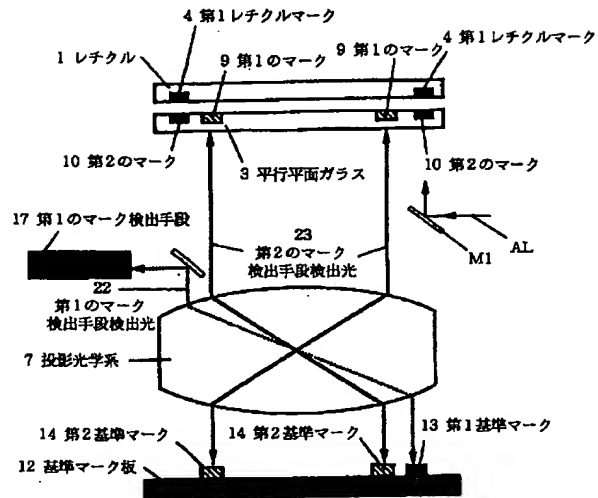 4 第1レチクルマーク
4 第1レチクルマーク
1 レチクル
9 第1のマーク
9 第1のマーク
10 第2のマーク
3 平行平面ガラス
10 第2のマーク
17 第1のマーク検出手段
23
第2のマーク
検出手段検出光
M1
AL
22
第1のマーク
検出手段検出光
7 投影光学系
14 第2基準マーク
14 第2基準マーク
13 第1基準マーク
12 基準マーク板